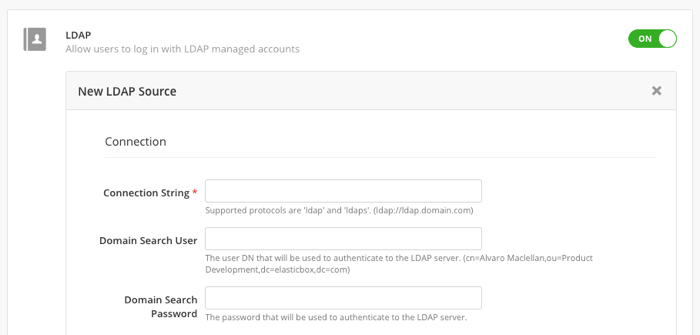 LDAP
Allow users to log in with LDAP managed accounts
ON
New LDAP Source
Connection
Connection String *
Supported protocols are 'ldap' and 'ldaps'. (ldap://ldap.domain.com)
Domain Search User
The user DN that will be used to authenticate to the LDAP server. (cn=Alvaro Maclellan,ou=Product
Development,dc=elasticbox,dc=com)
Domain Search
Password
The password that will be used to authenticate to the LDAP server.